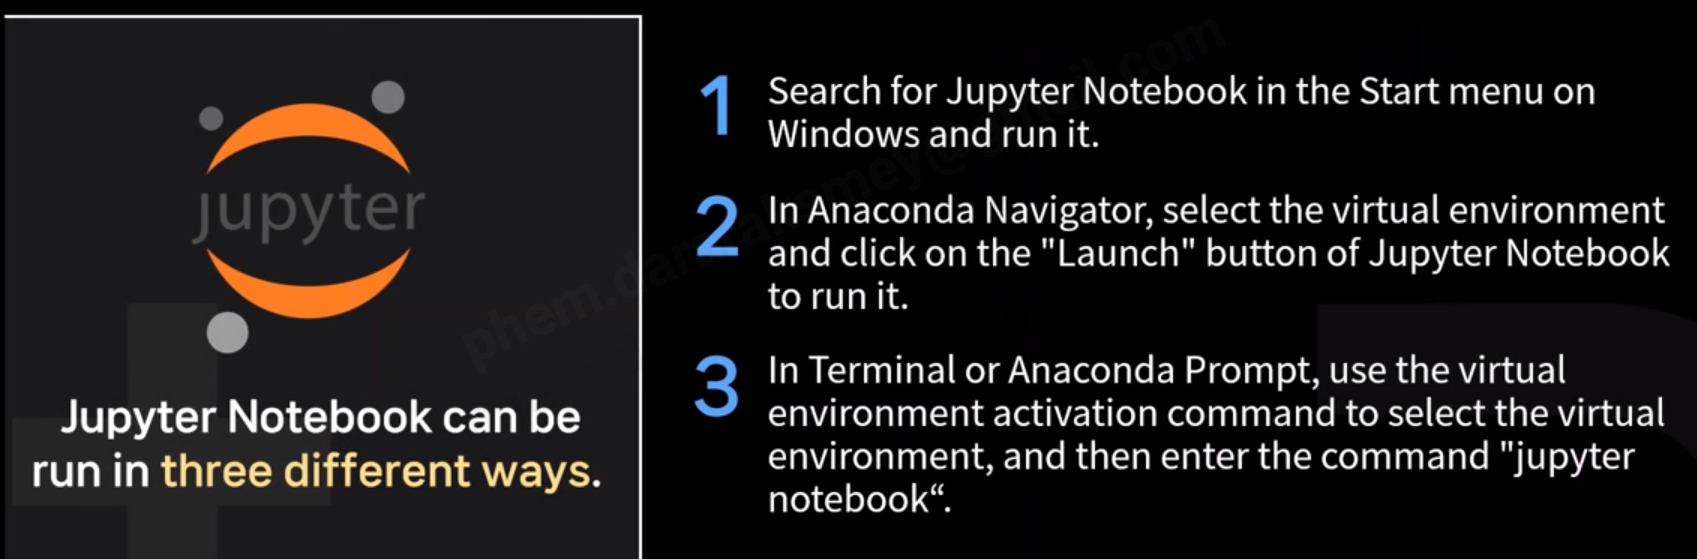 jupyter
Jupyter Notebook can be
run in three different ways.
1
Search for Jupyter Notebook in the Start menu on
Windows and run it.
2
In Anaconda Navigator, select the virtual environment
and click on the "Launch" button of Jupyter Notebook
to run it.
3
In Terminal or Anaconda Prompt, use the virtual
environment activation command to select the virtual
environment, and then enter the command "jupyter
notebook“.